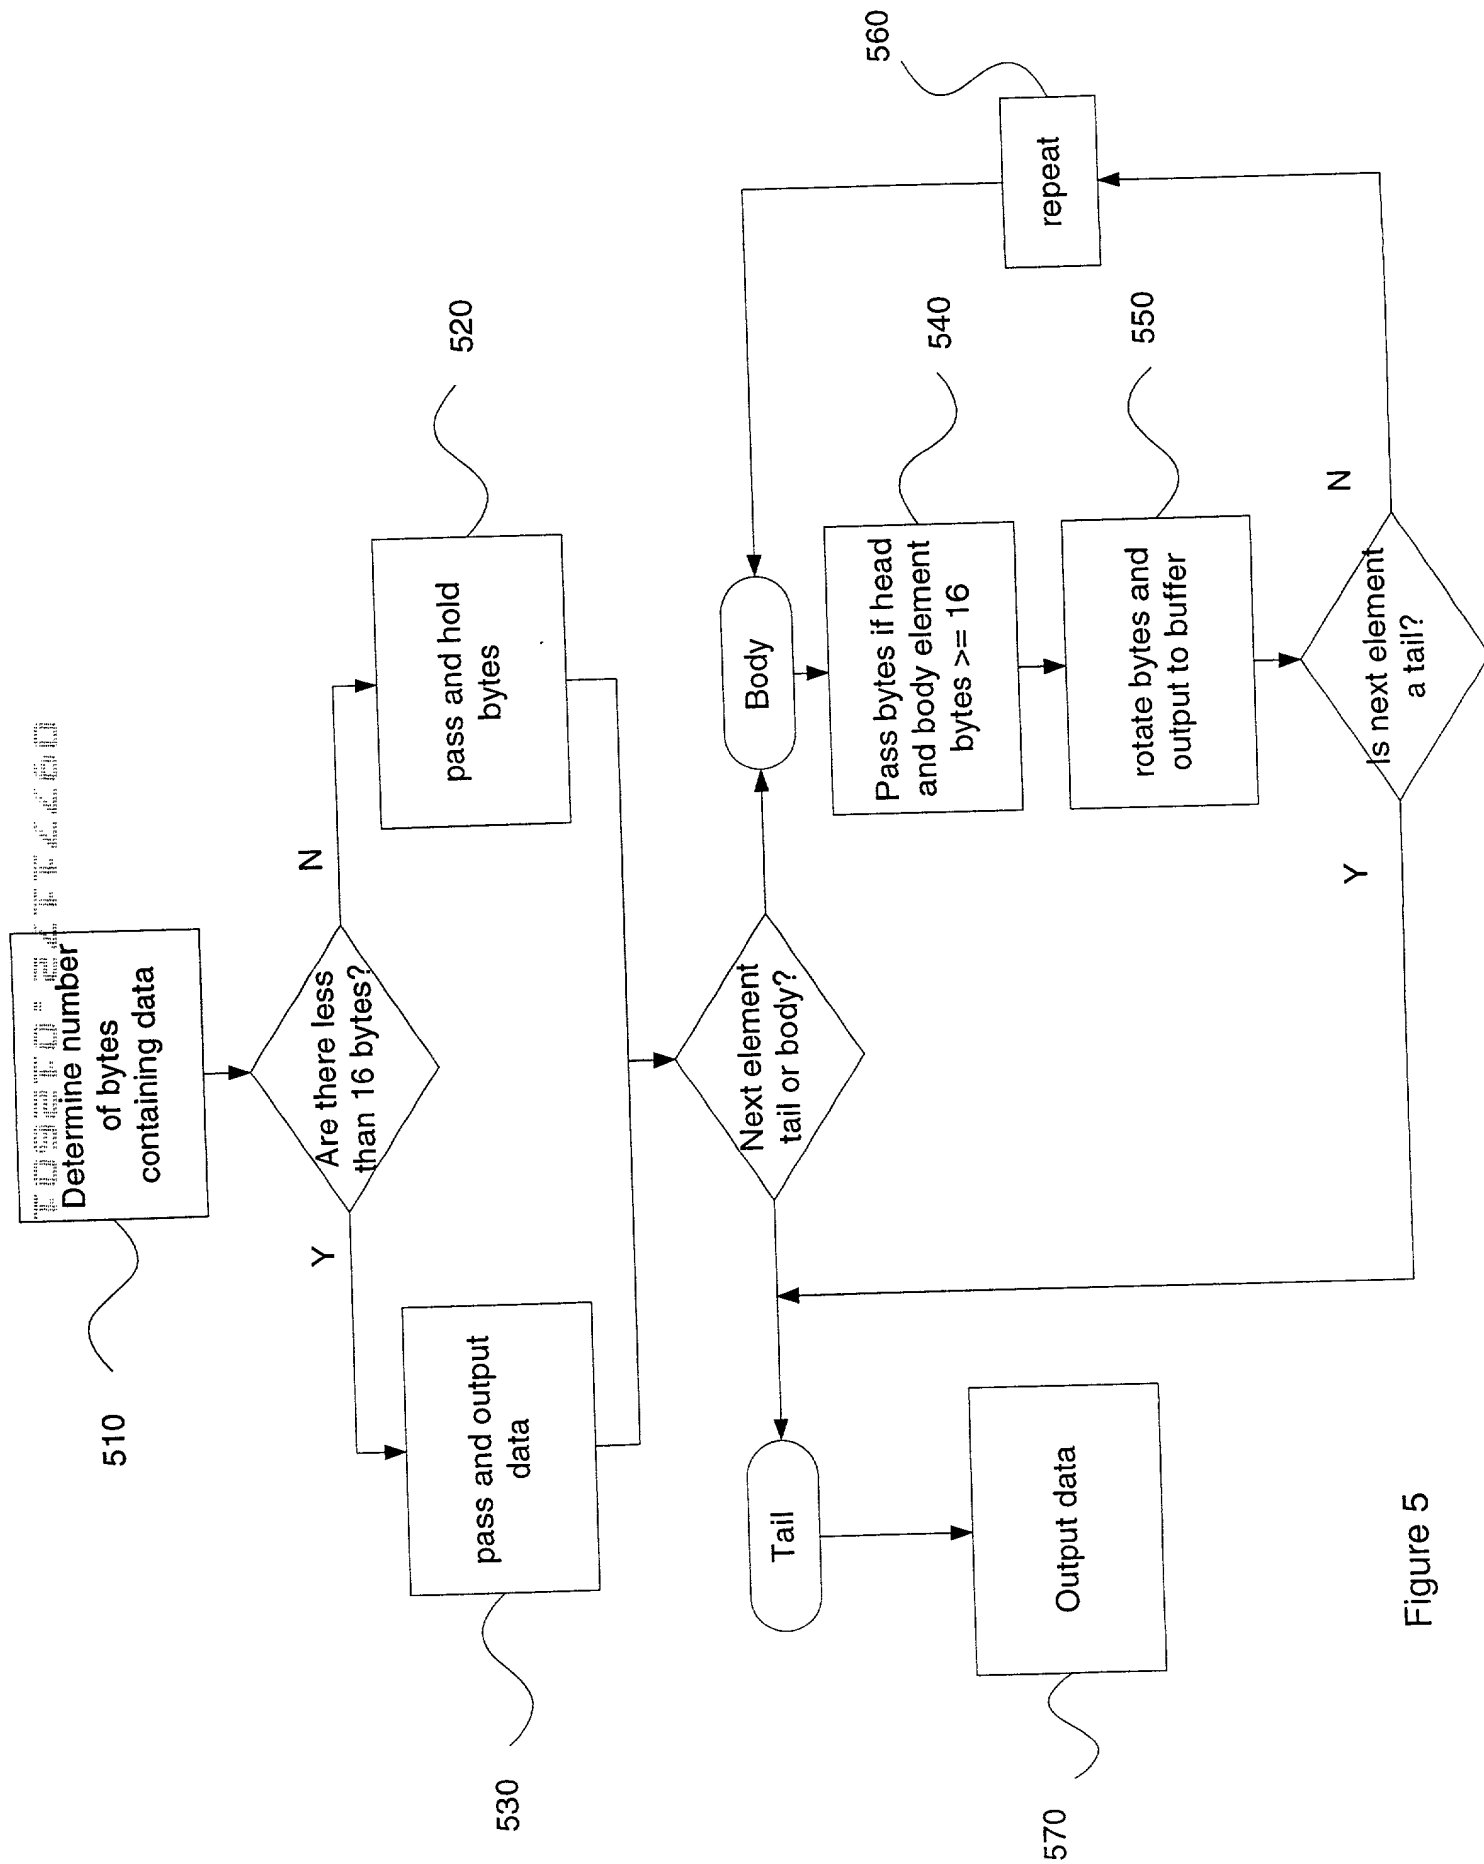 Determine number
of bytes
containing data
510
Are there less
than 16 bytes?
Y
N
pass and output
data
530
pass and hold
bytes
520
Next element
tail or body?
Tail
Body
Output data
570
Pass bytes if head
and body element
bytes >= 16
540
rotate bytes and
output to buffer
550
Is next element
a tail?
Y
N
repeat
560
Figure 5